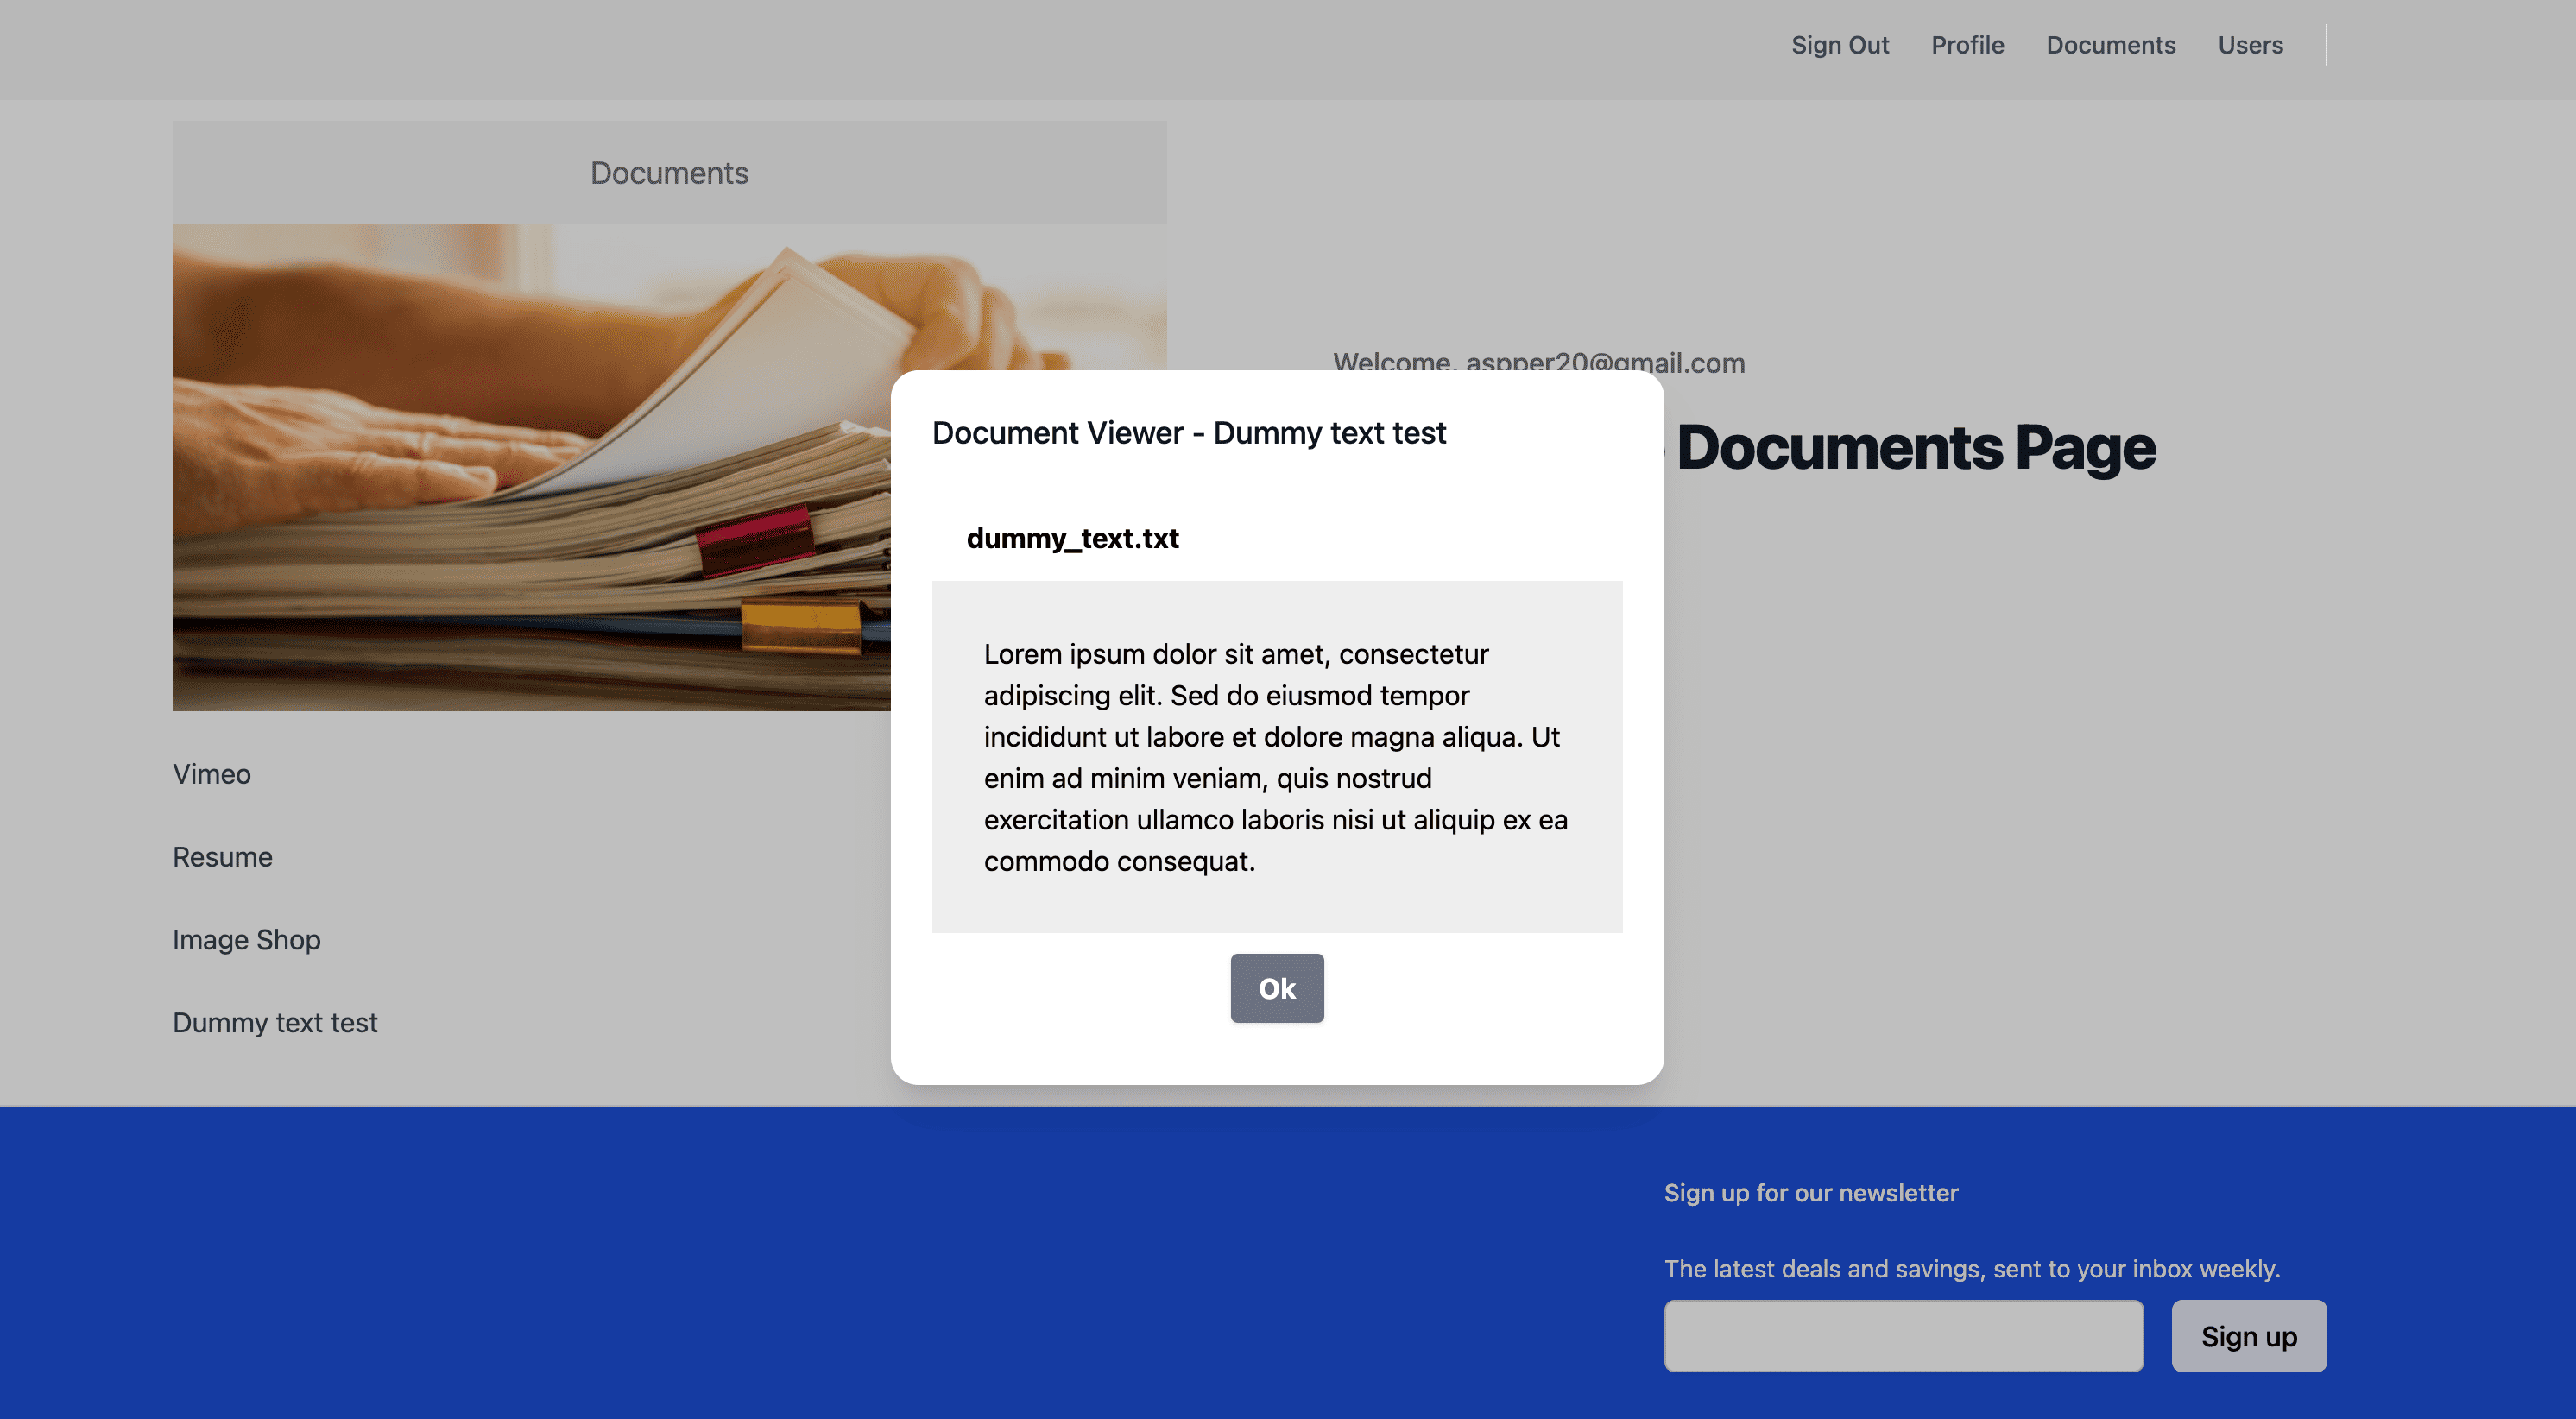 Sign Out Profile Documents Users
Documents
Welcome, aspper20@gmail.com
Documents Page
Document Viewer - Dummy text test
dummy_text.txt
Lorem ipsum dolor sit amet, consectetur
adipiscing elit. Sed do eiusmod tempor
incididunt ut labore et dolore magna aliqua. Ut
enim ad minim veniam, quis nostrud
exercitation ullamco laboris nisi ut aliquip ex ea
commodo consequat.
Ok
Vimeo
Resume
Image Shop
Dummy text test
Sign up for our newsletter
The latest deals and savings, sent to your inbox weekly.
Sign up